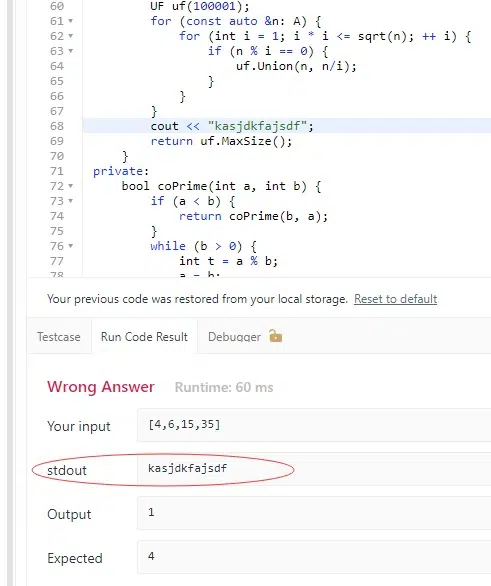 60 UF uf(100001);
61 for (const auto &n: A) {
62 for (int i = 1; i * i <= sqrt(n); ++ i) {
63 if (n % i == 0) {
64 uf.Union(n, n/i);
65 }
66 }
67 }
68 cout << "kasjdkfajsdf";
69 return uf.MaxSize();
70 }
71 private:
72 bool coPrime(int a, int b) {
73 if (a < b) {
74 return coPrime(b, a);
75 }
76 while (b > 0) {
77 int t = a % b;
78 a = b;
Your previous code was restored from your local storage. Reset to default
Testcase Run Code Result Debugger
Wrong Answer Runtime: 60 ms
Your input [4,6,15,35]
stdout kasjdkfajsdf
Output 1
Expected 4